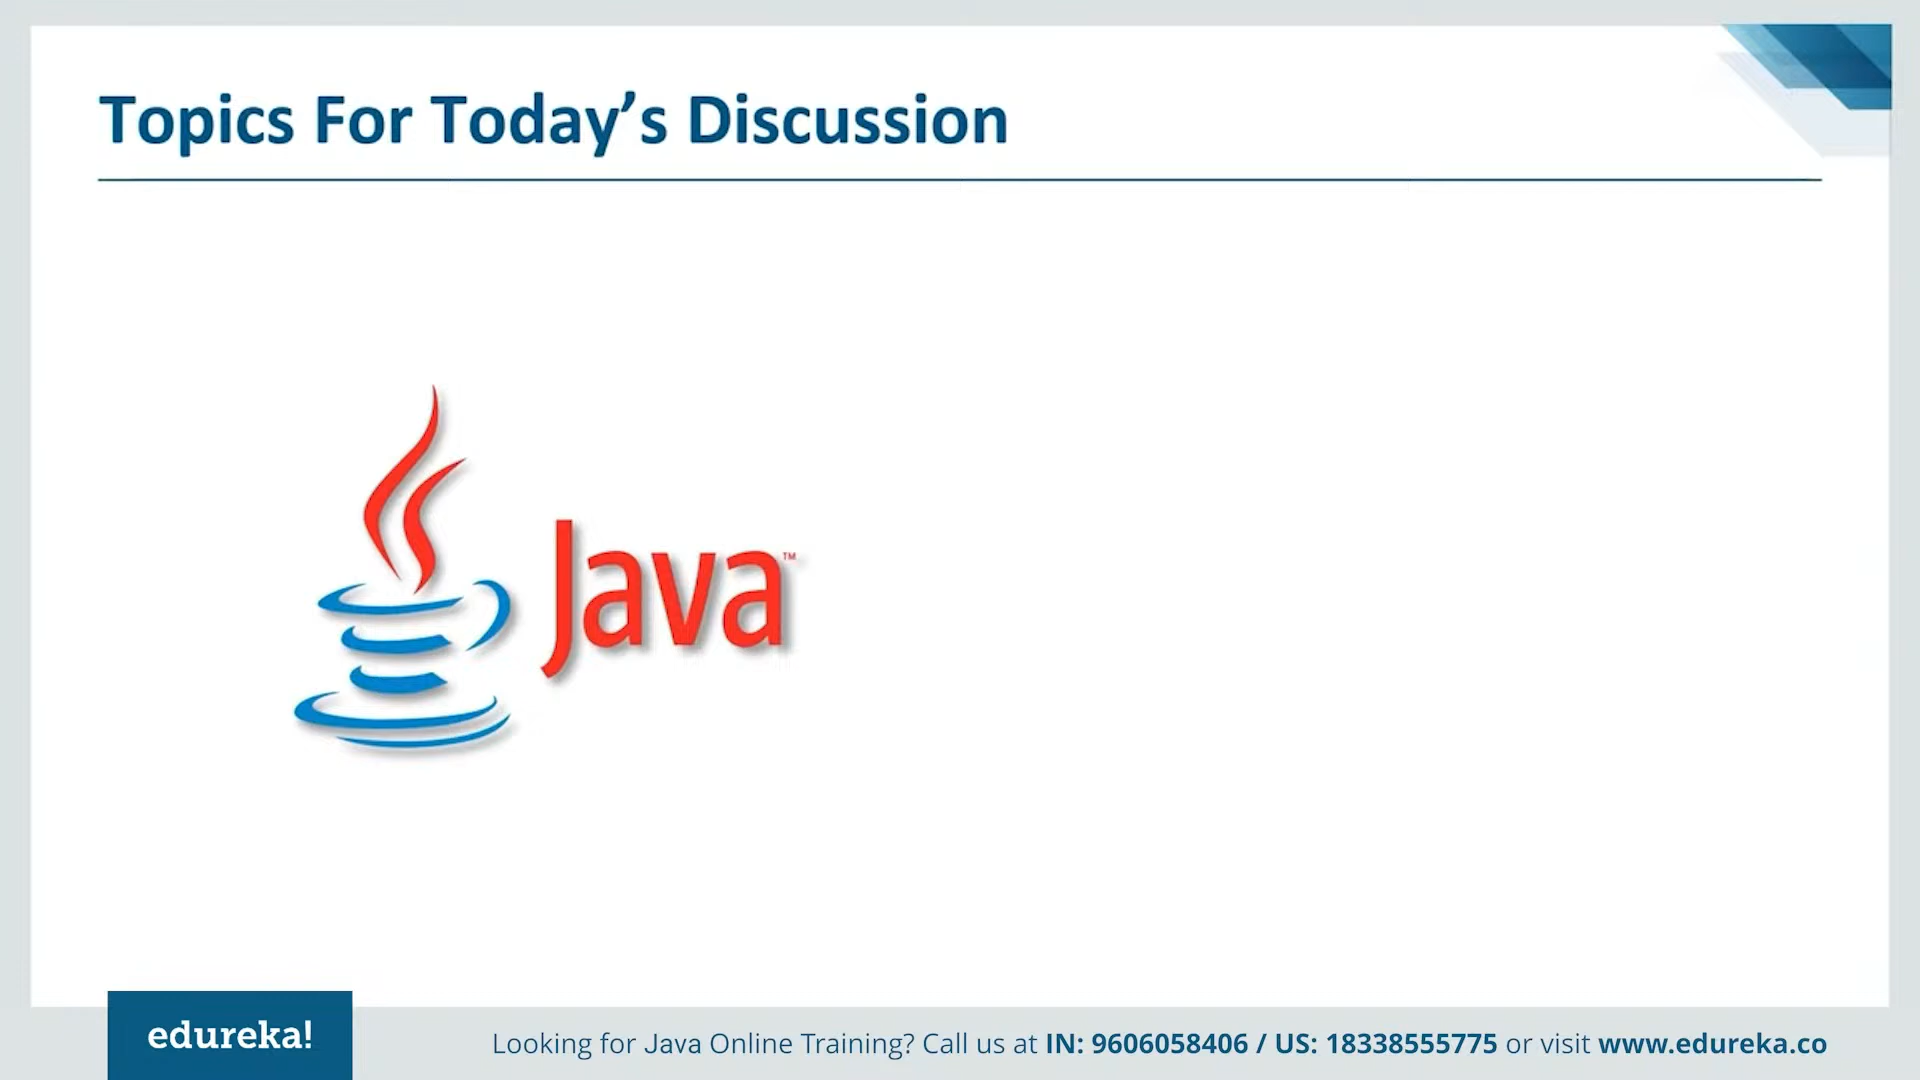 Topics For Today’s Discussion
Java™
edureka!
Looking for Java Online Training? Call us at IN: 9606058406 / US: 18338555775 or visit www.edureka.co